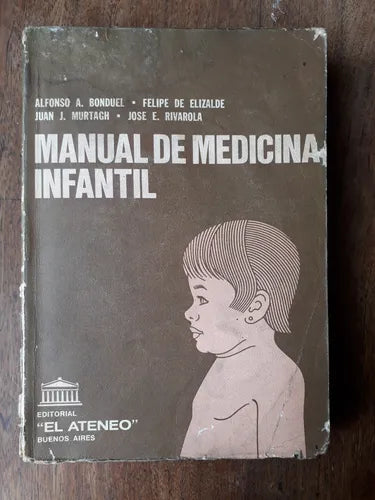 ALFONSO A. BONDUEL • FELIPE DE ELIZALDE
JUAN J. MURTAGH • JOSE E. RIVAROLA
MANUAL DE MEDICINA
INFANTIL
EDITORIAL
"EL ATENEO"
BUENOS AIRES